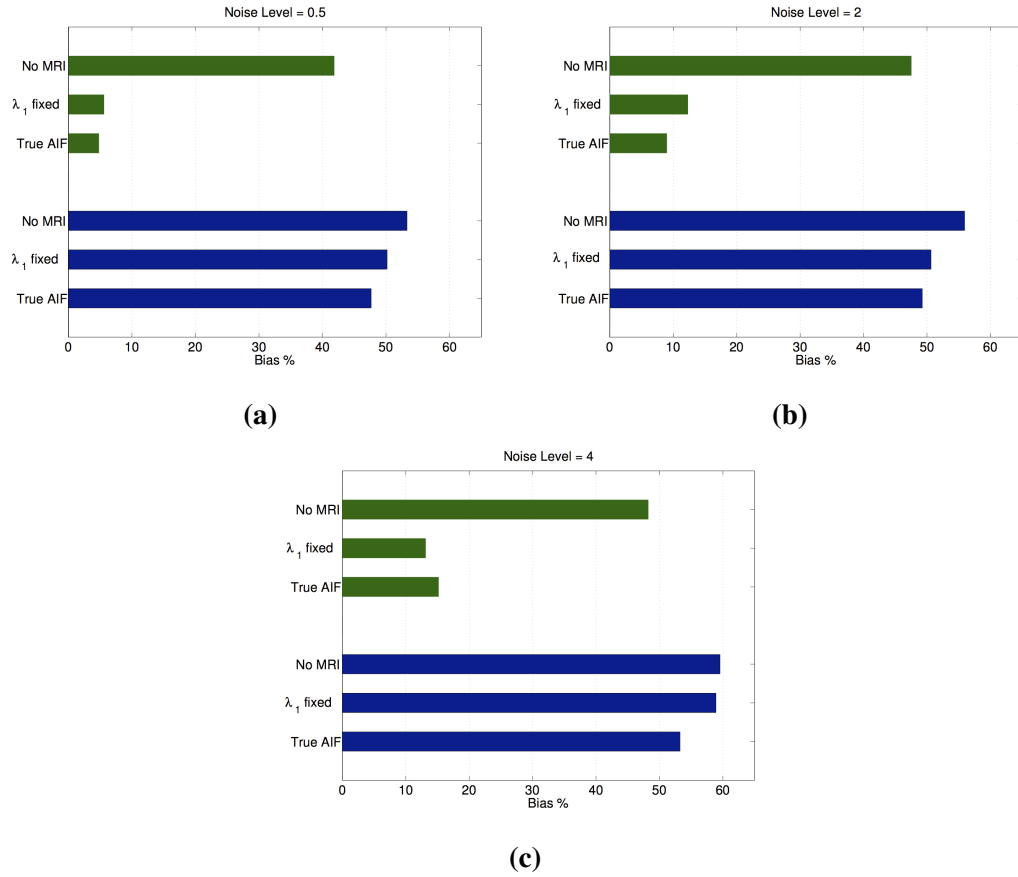 Noise Level = 0.5
No MRI
λ 1 fixed
True AIF
No MRI
λ 1 fixed
True AIF
0 10 20 30 40 50 60
Bias %
(a)
Noise Level = 2
No MRI
λ 1 fixed
True AIF
No MRI
λ 1 fixed
True AIF
0 10 20 30 40 50 60
Bias %
(b)
Noise Level = 4
No MRI
λ 1 fixed
True AIF
No MRI
λ 1 fixed
True AIF
0 10 20 30 40 50 60
Bias %
(c)